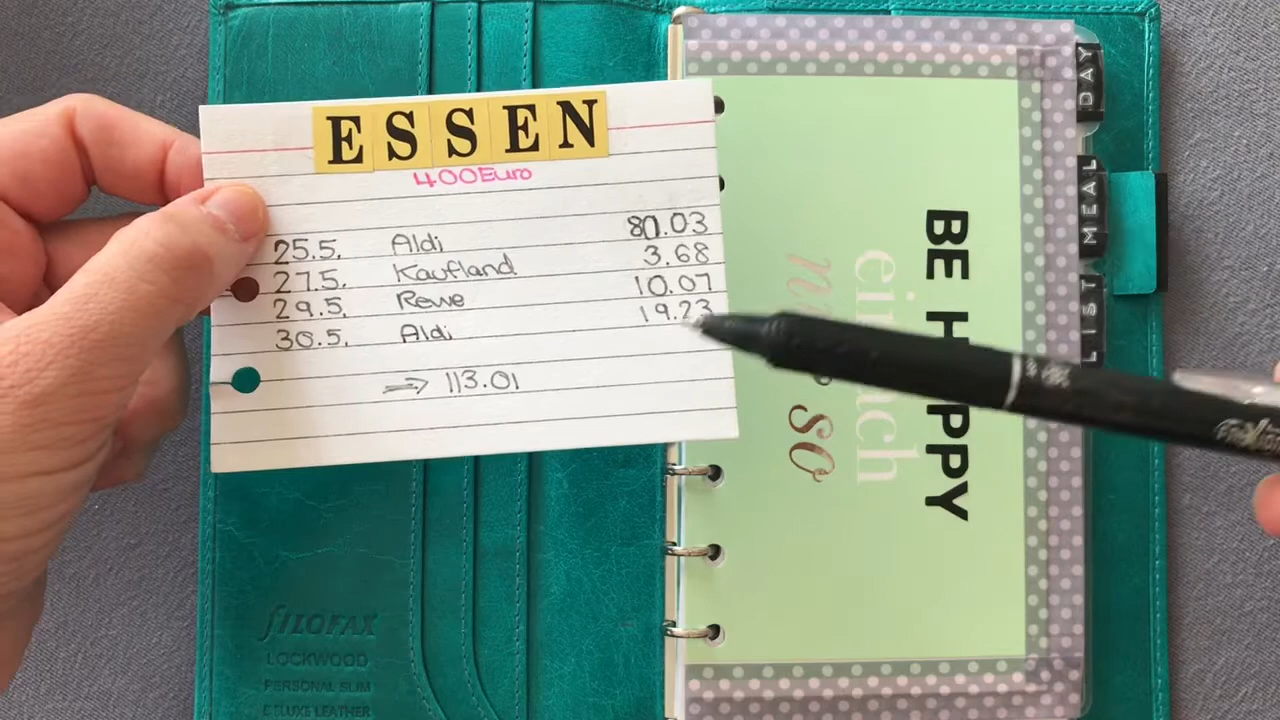 ESSEN
400Euro
25.5. Aldi 80.03
27.5. Kaufland 3.68
29.5. Rewe 10.07
30.5. Aldi 19.23
⇒ 113.01
BE H PPY
einfach
so
DAY
MEAL
LIST
fILOFAX
LOCKWOOD
PERSONAL SLIM
DELUXE LEATHER